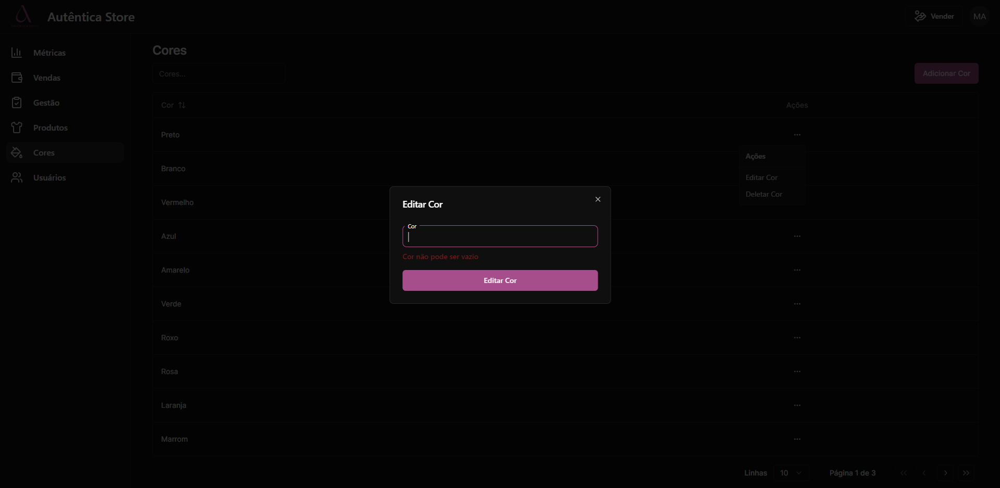 Autêntica Store
Vender
MA
Métricas
Vendas
Gestão
Produtos
Cores
Usuários
Cores
Cores...
Adicionar Cor
Cor
Ações
Preto
Branco
Vermelho
Azul
Amarelo
Verde
Roxo
Rosa
Laranja
Marrom
Ações
Editar Cor
Deletar Cor
Editar Cor
Cor
Cor não pode ser vazio
Editar Cor
Linhas
10
Página 1 de 3